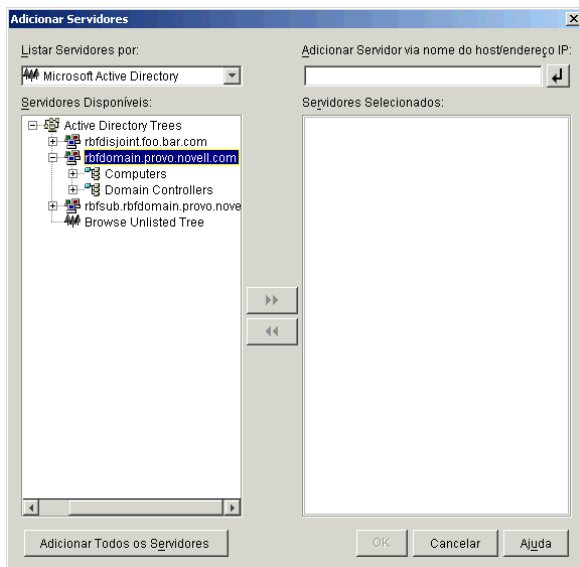 Adicionar Servidores
Listar Servidores por:
Microsoft Active Directory
Servidores Disponíveis:
Active Directory Trees
rbfdisjoint.foo.bar.com
rbfdomain.provo.novell.com
Computers
Domain Controllers
rbfsub.rbfdomain.provo.nove
Browse Unlisted Tree
Adicionar Todos os Servidores
Adicionar Servidor via nome do host/endereço IP:
Servidores Selecionados:
OK
Cancelar
Ajuda